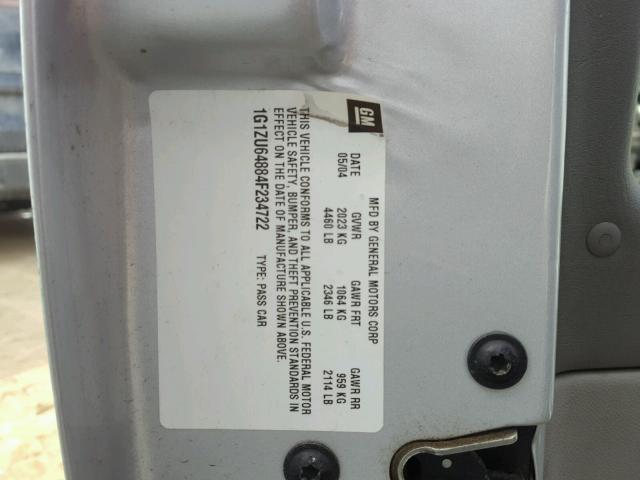 GM
MFD BY GENERAL MOTORS CORP
DATE GVWR GAWR FRT GAWR RR
05/04 2023 KG 1064 KG 959 KG
4460 LB 2346 LB 2114 LB
THIS VEHICLE CONFORMS TO ALL APPLICABLE U.S. FEDERAL MOTOR
VEHICLE SAFETY, BUMPER, AND THEFT PREVENTION STANDARDS IN
EFFECT ON THE DATE OF MANUFACTURE SHOWN ABOVE.
1G1ZU64884F234722 TYPE: PASS CAR